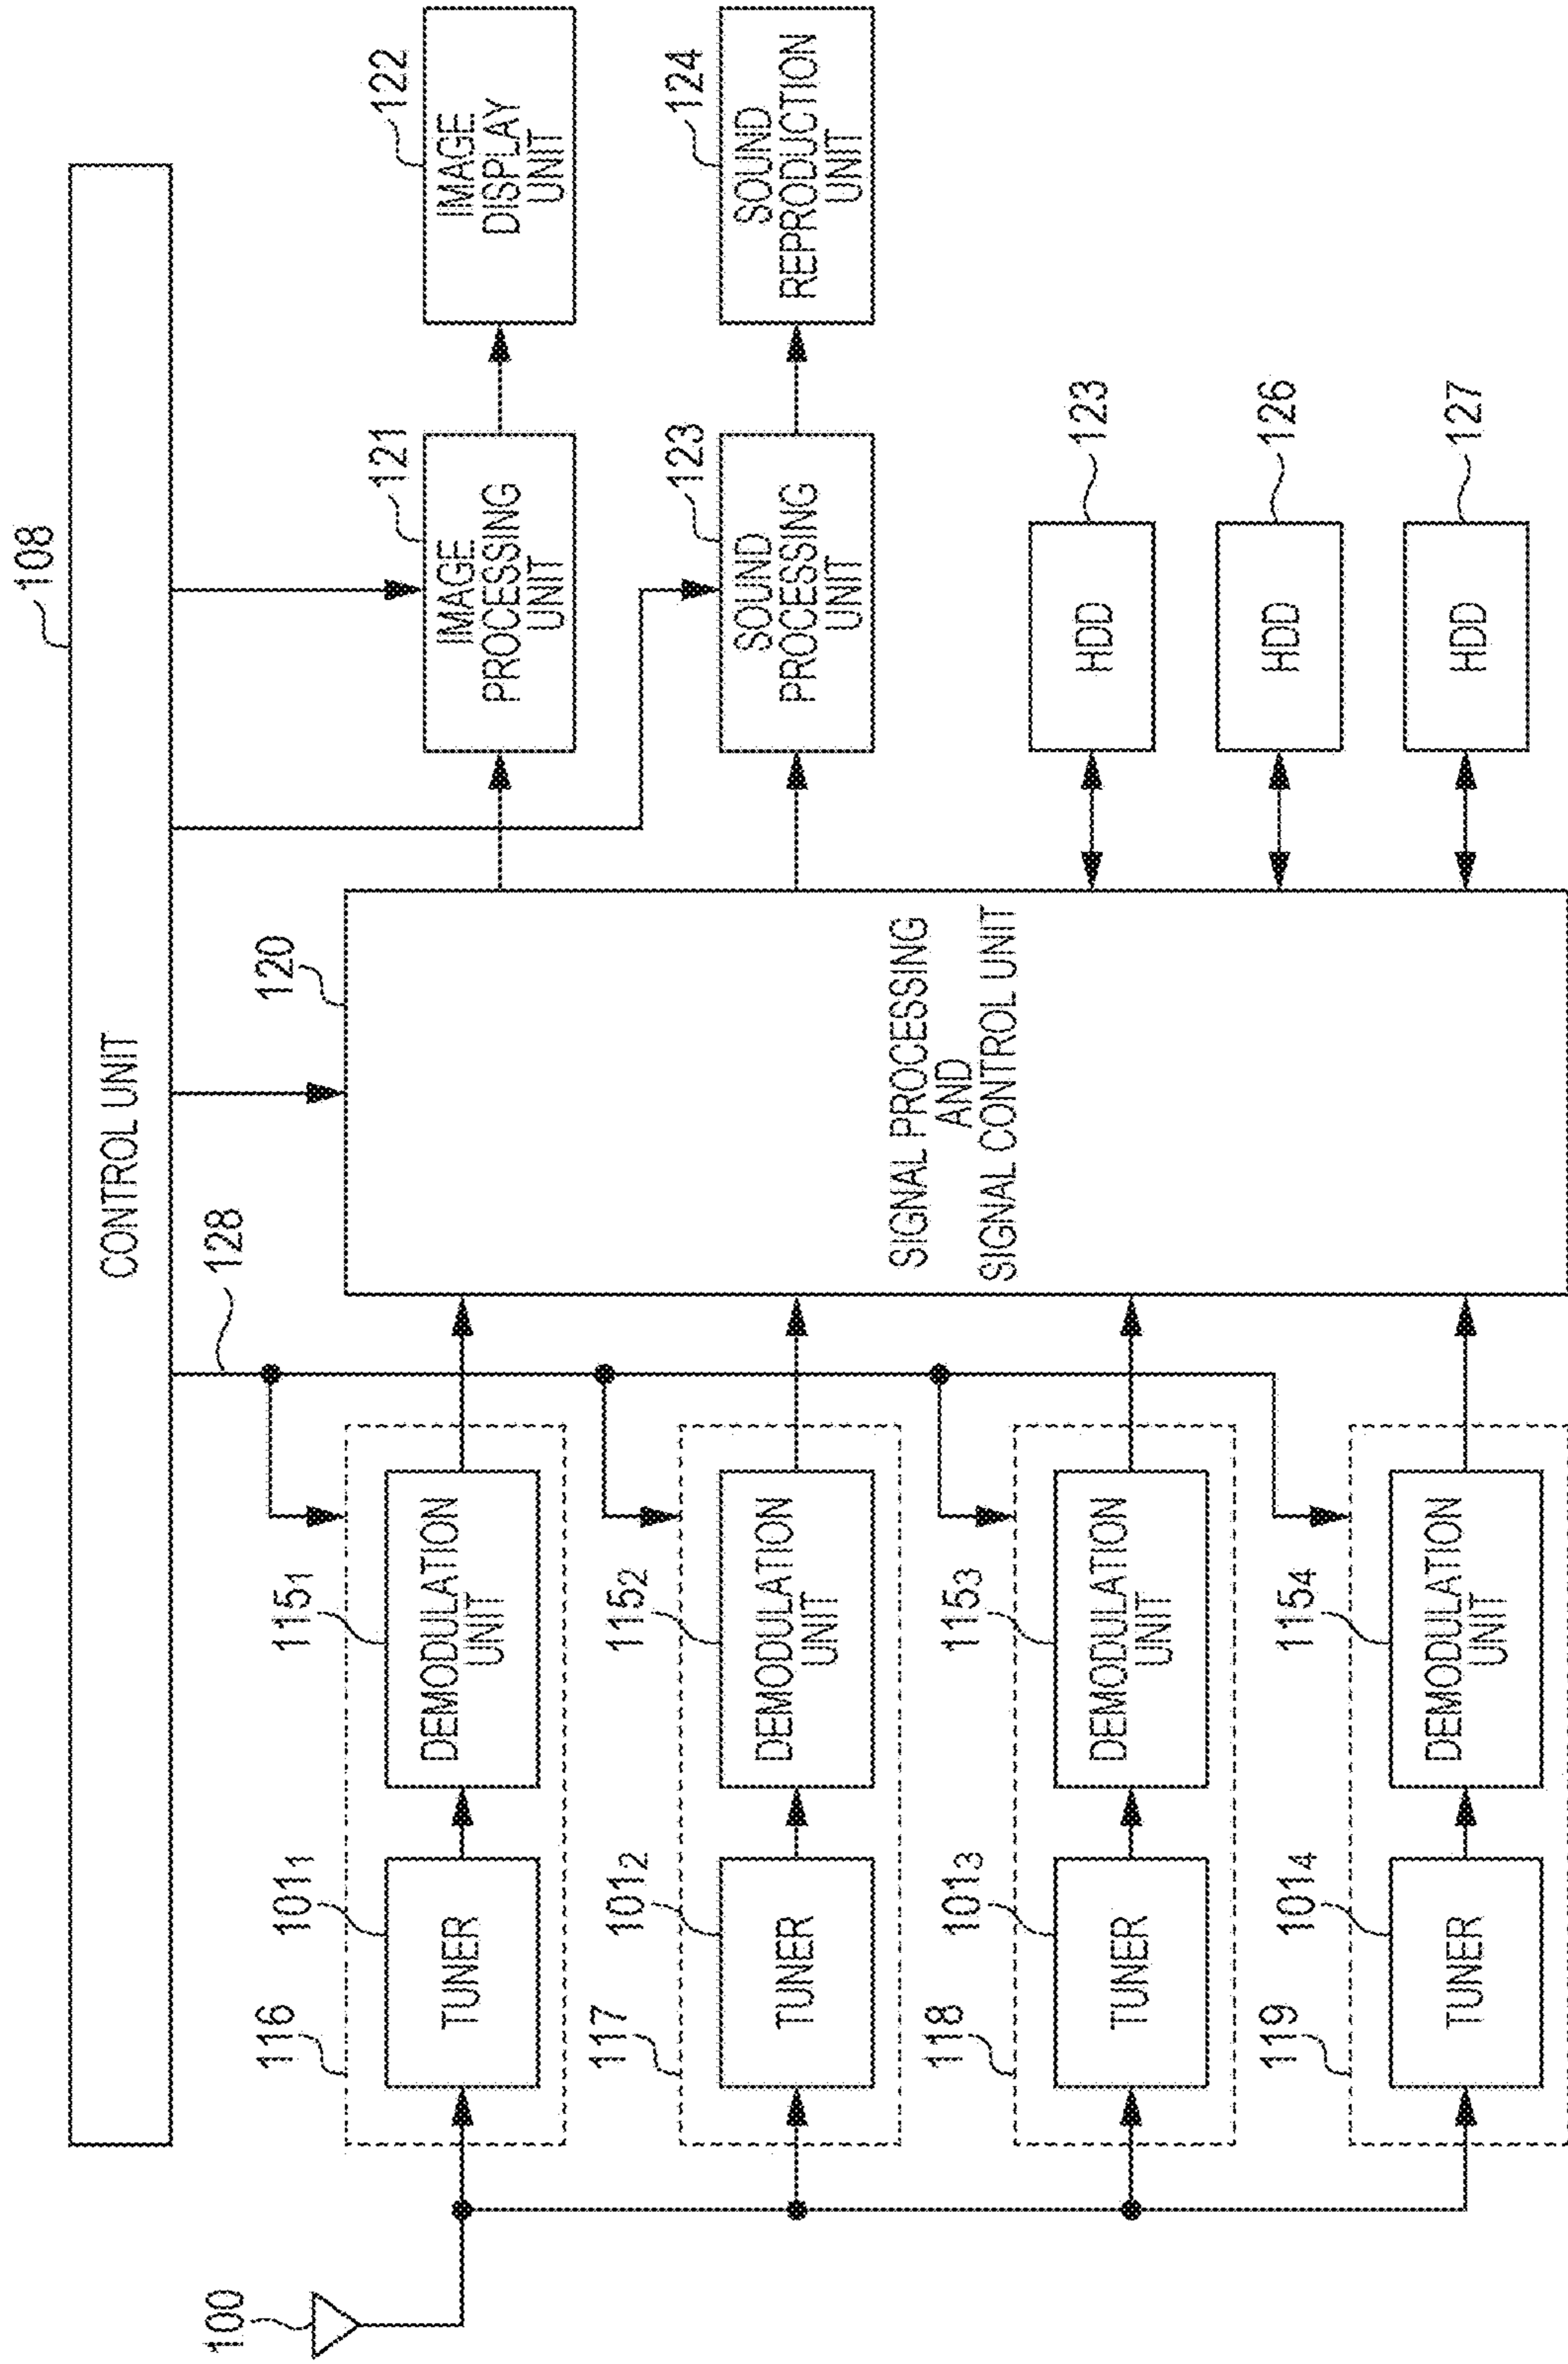 108
CONTROL UNIT
128
120
121
122
IMAGE
PROCESSING
UNIT
IMAGE
DISPLAY
UNIT
123
124
SOUND
PROCESSING
UNIT
SOUND
REPRODUCTION
UNIT
SIGNAL PROCESSING
AND
SIGNAL CONTROL UNIT
HDD
123
HDD
126
HDD
127
100
116
101₁
115₁
TUNER
DEMODULATION
UNIT
117
101₂
115₂
TUNER
DEMODULATION
UNIT
118
101₃
115₃
TUNER
DEMODULATION
UNIT
119
101₄
115₄
TUNER
DEMODULATION
UNIT